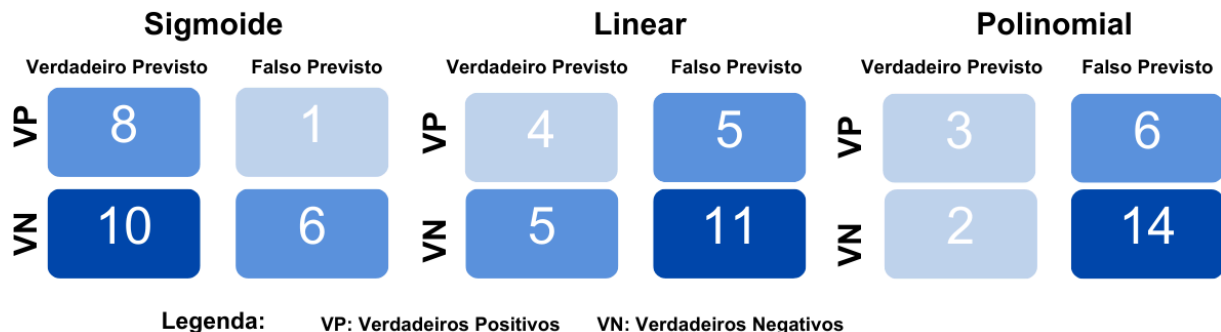 Sigmoide
Linear
Polinomial
Verdadeiro Previsto Falso Previsto
Verdadeiro Previsto Falso Previsto
Verdadeiro Previsto Falso Previsto
VP 8 1
VP 4 5
VP 3 6
VN 10 6
VN 5 11
VN 2 14
Legenda: VP: Verdadeiros Positivos VN: Verdadeiros Negativos